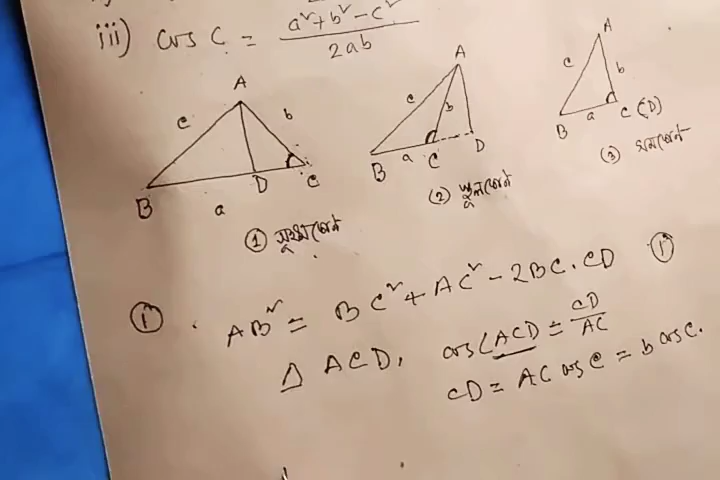 iii) cos C = (a² + b² - c²) / 2ab
A
c
b
B
a
D
C
① সূক্ষ্মকোণ
A
c
b
B
a
C
D
(2) স্থূলকোণ
A
c
b
B
a
C (D)
(3) সমকোণ
① AB² = BC² + AC² - 2BC.CD ①
Δ ACD, cos∠ACD = CD/AC
CD = AC cos C = b cos C.